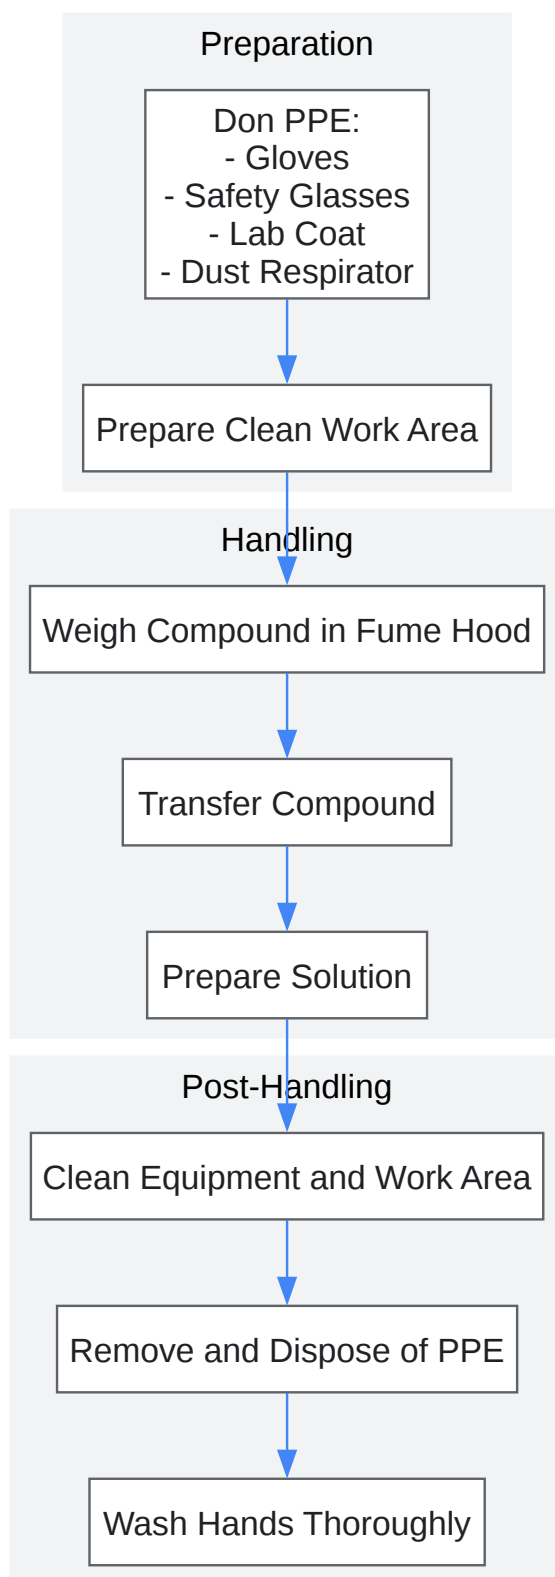 Preparation
Don PPE:
- Gloves
- Safety Glasses
- Lab Coat
- Dust Respirator
Prepare Clean Work Area
Handling
Weigh Compound in Fume Hood
Transfer Compound
Prepare Solution
Post-Handling
Clean Equipment and Work Area
Remove and Dispose of PPE
Wash Hands Thoroughly